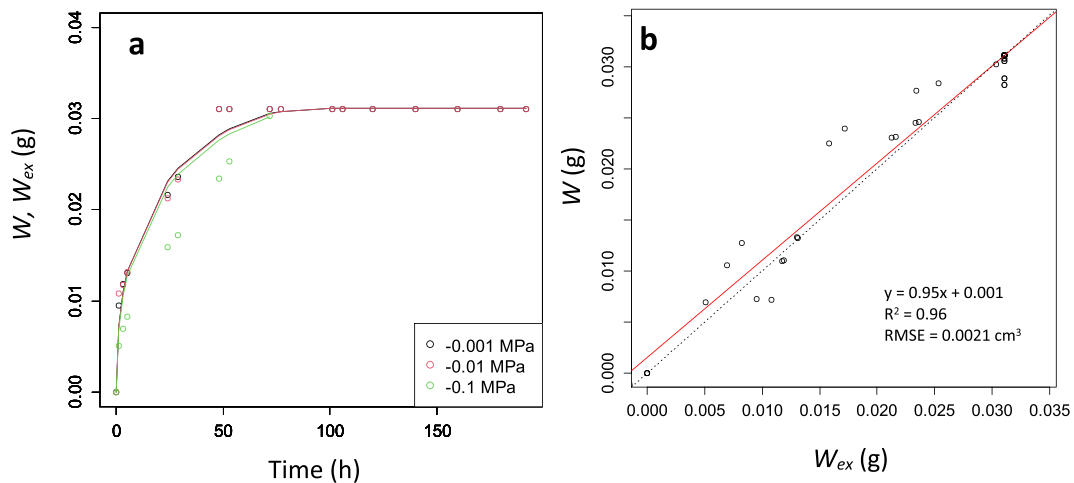 a
0.04
0.03
0.02
0.01
0.00
W, Wex (g)
-0.001 MPa
-0.01 MPa
-0.1 MPa
0 50 100 150
Time (h)
b
0.030
0.020
0.010
0.000
W (g)
y = 0.95x + 0.001
R² = 0.96
RMSE = 0.0021 cm³
0.000 0.005 0.010 0.015 0.020 0.025 0.030 0.035
Wex (g)